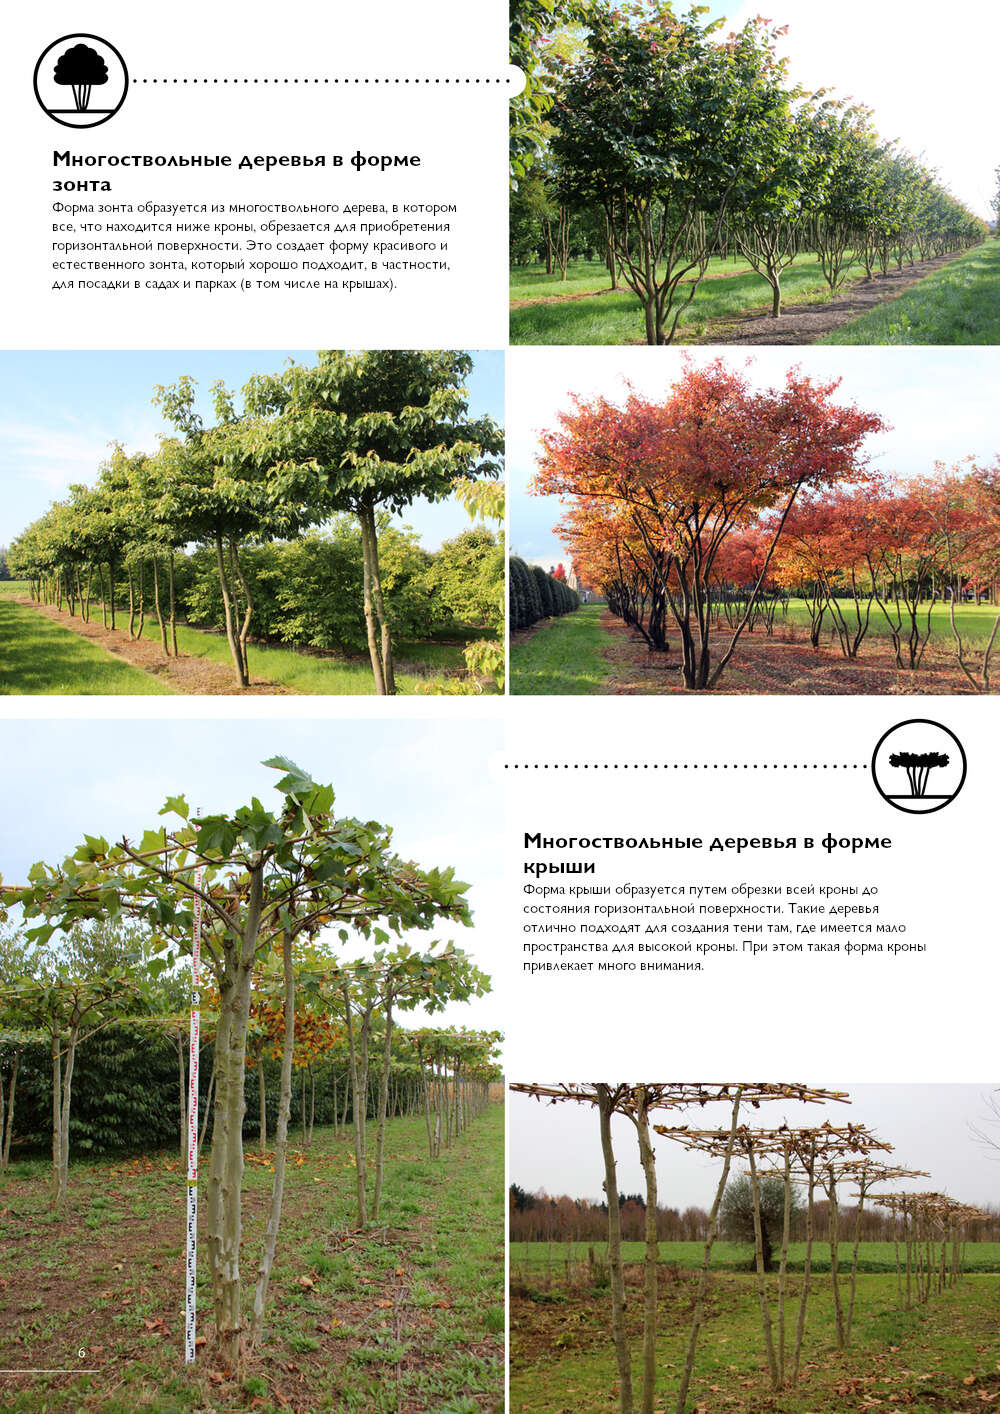 Многоствольные деревья в форме
зонта
Форма зонта образуется из многоствольного дерева, в котором
все, что находится ниже кроны, обрезается для приобретения
горизонтальной поверхности. Это создает форму красивого и
естественного зонта, который хорошо подходит, в частности,
для посадки в садах и парках (в том числе на крышах).
Многоствольные деревья в форме
крыши
Форма крыши образуется путем обрезки всей кроны до
состояния горизонтальной поверхности. Такие деревья
отлично подходят для создания тени там, где имеется мало
пространства для высокой кроны. При этом такая форма кроны
привлекает много внимания.
6